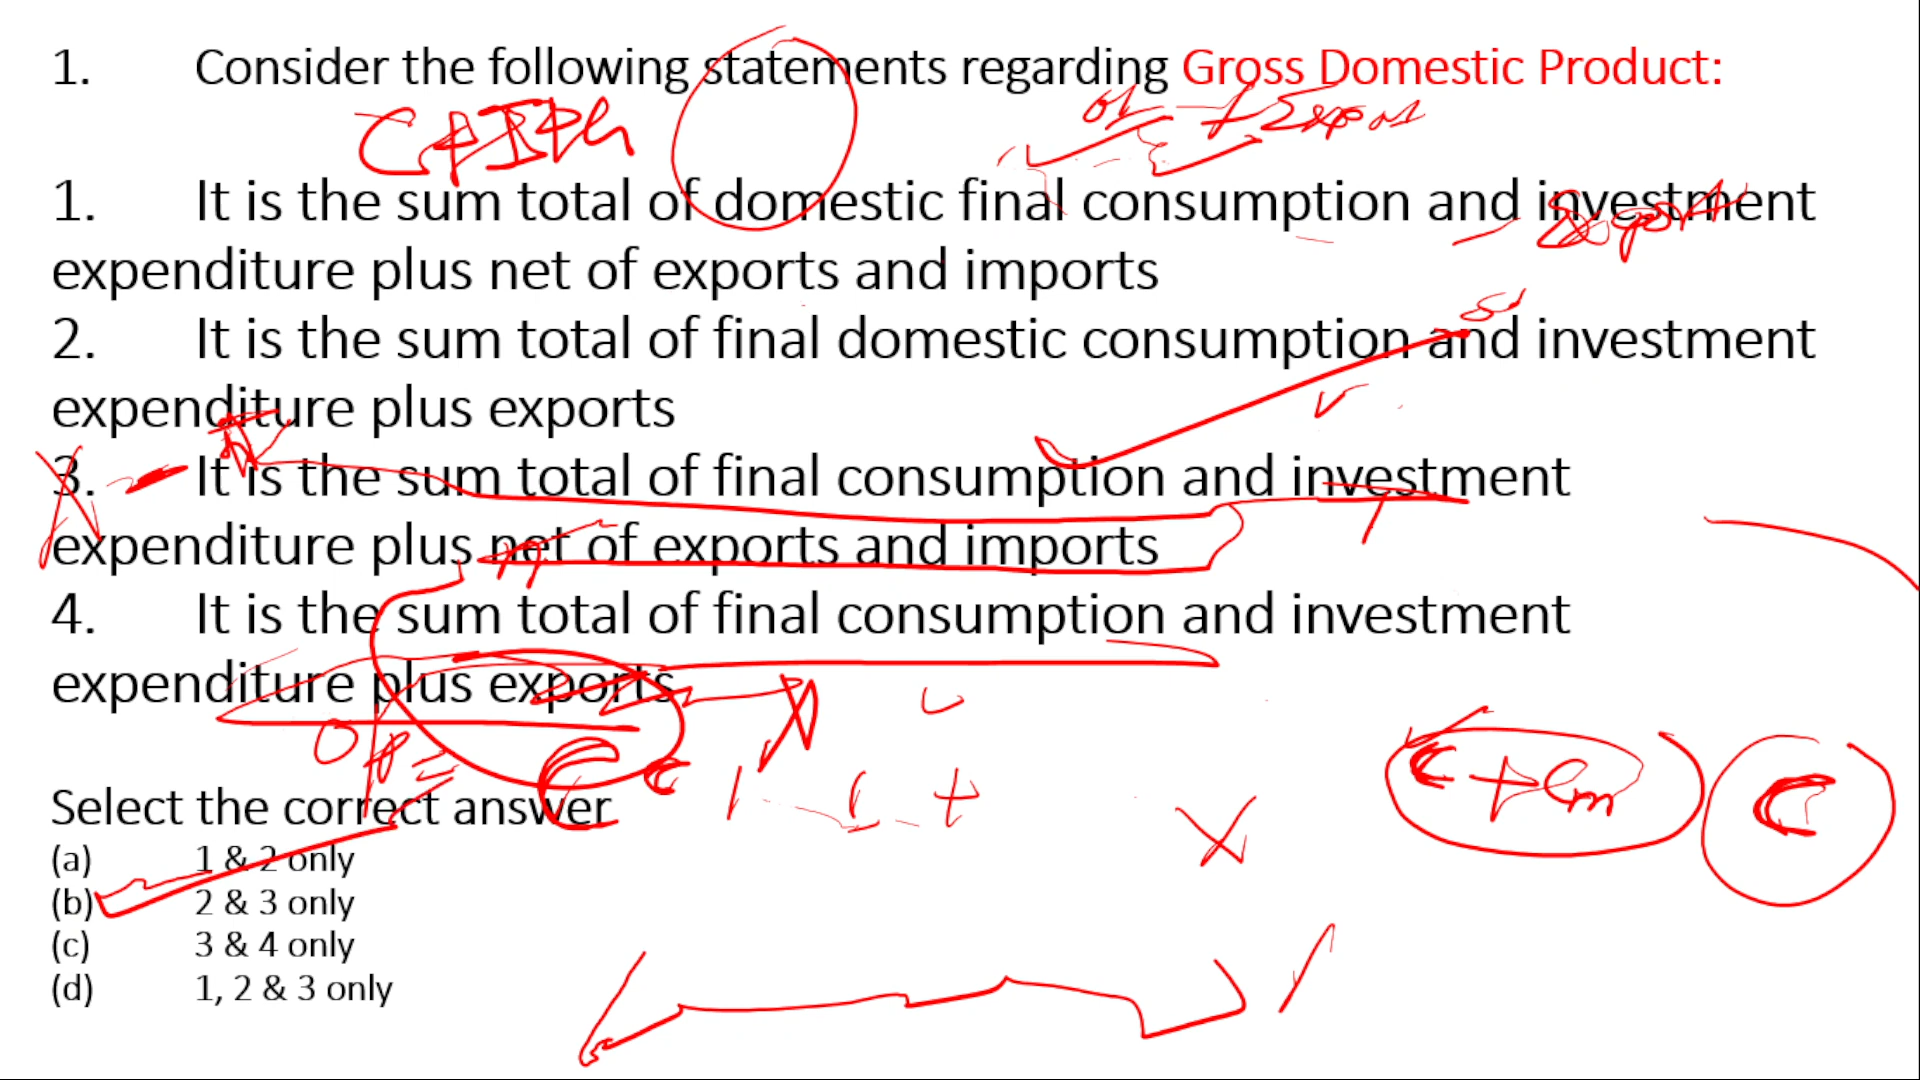 1. Consider the following statements regarding Gross Domestic Product:
C+I+G
+ Export
1. It is the sum total of domestic final consumption and investment
Export
expenditure plus net of exports and imports
2. It is the sum total of final domestic consumption and investment
expenditure plus exports
3. It is the sum total of final consumption and investment
expenditure plus net of exports and imports
4. It is the sum total of final consumption and investment
expenditure plus exports
C + Cm
C
Select the correct answer
(a) 1 & 2 only
(b) 2 & 3 only
(c) 3 & 4 only
(d) 1, 2 & 3 only